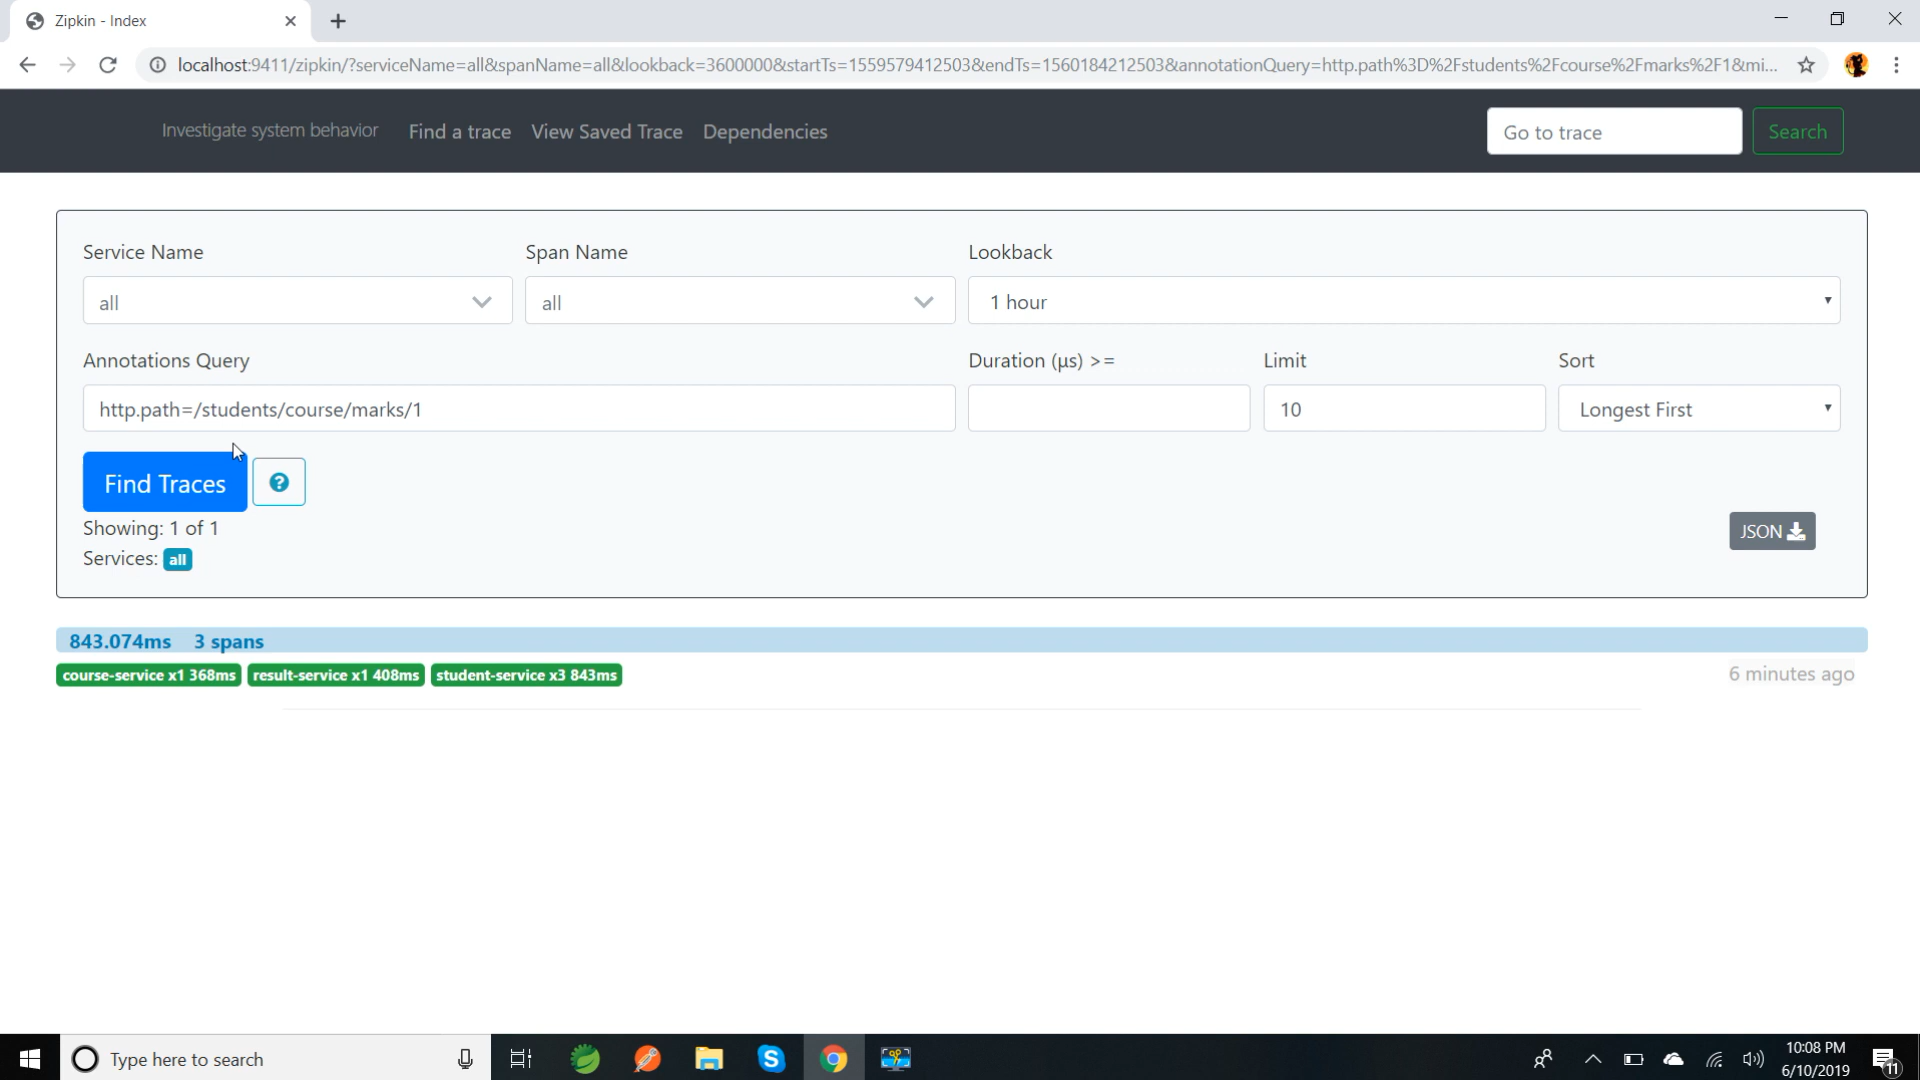 Zipkin - Index
localhost:9411/zipkin/?serviceName=all&spanName=all&lookback=3600000&startTs=1559579412503&endTs=1560184212503&annotationQuery=http.path%3D%2Fstudents%2Fcourse%2Fmarks%2F1&mi...
Investigate system behavior Find a trace View Saved Trace Dependencies Go to trace Search
Service Name Span Name Lookback
all all 1 hour
Annotations Query Duration (μs) >= Limit Sort
http.path=/students/course/marks/1 10 Longest First
Find Traces ?
Showing: 1 of 1
JSON
Services: all
843.074ms 3 spans
course-service x1 368ms result-service x1 408ms student-service x3 843ms 6 minutes ago
Type here to search
10:08 PM
6/10/2019
11